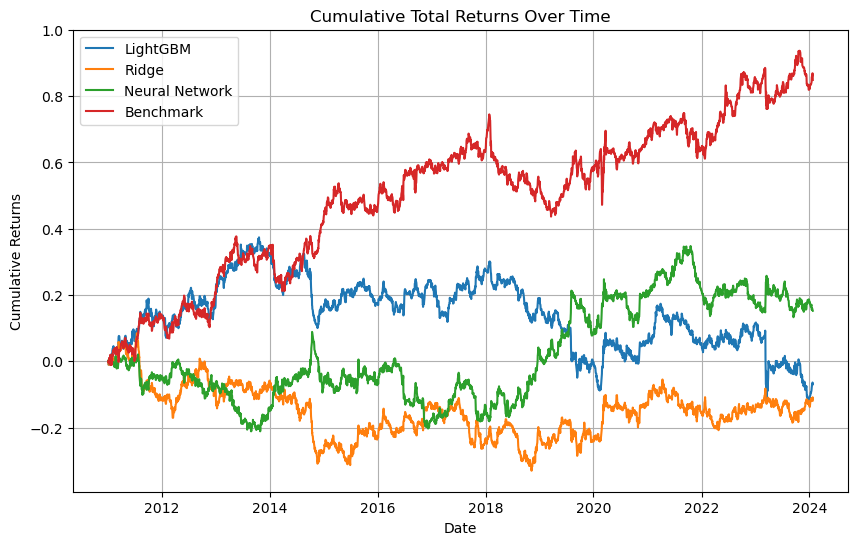 Cumulative Total Returns Over Time
LightGBM
Ridge
Neural Network
Benchmark
1.0
0.8
0.6
0.4
0.2
0.0
−0.2
Cumulative Returns
2012 2014 2016 2018 2020 2022 2024
Date